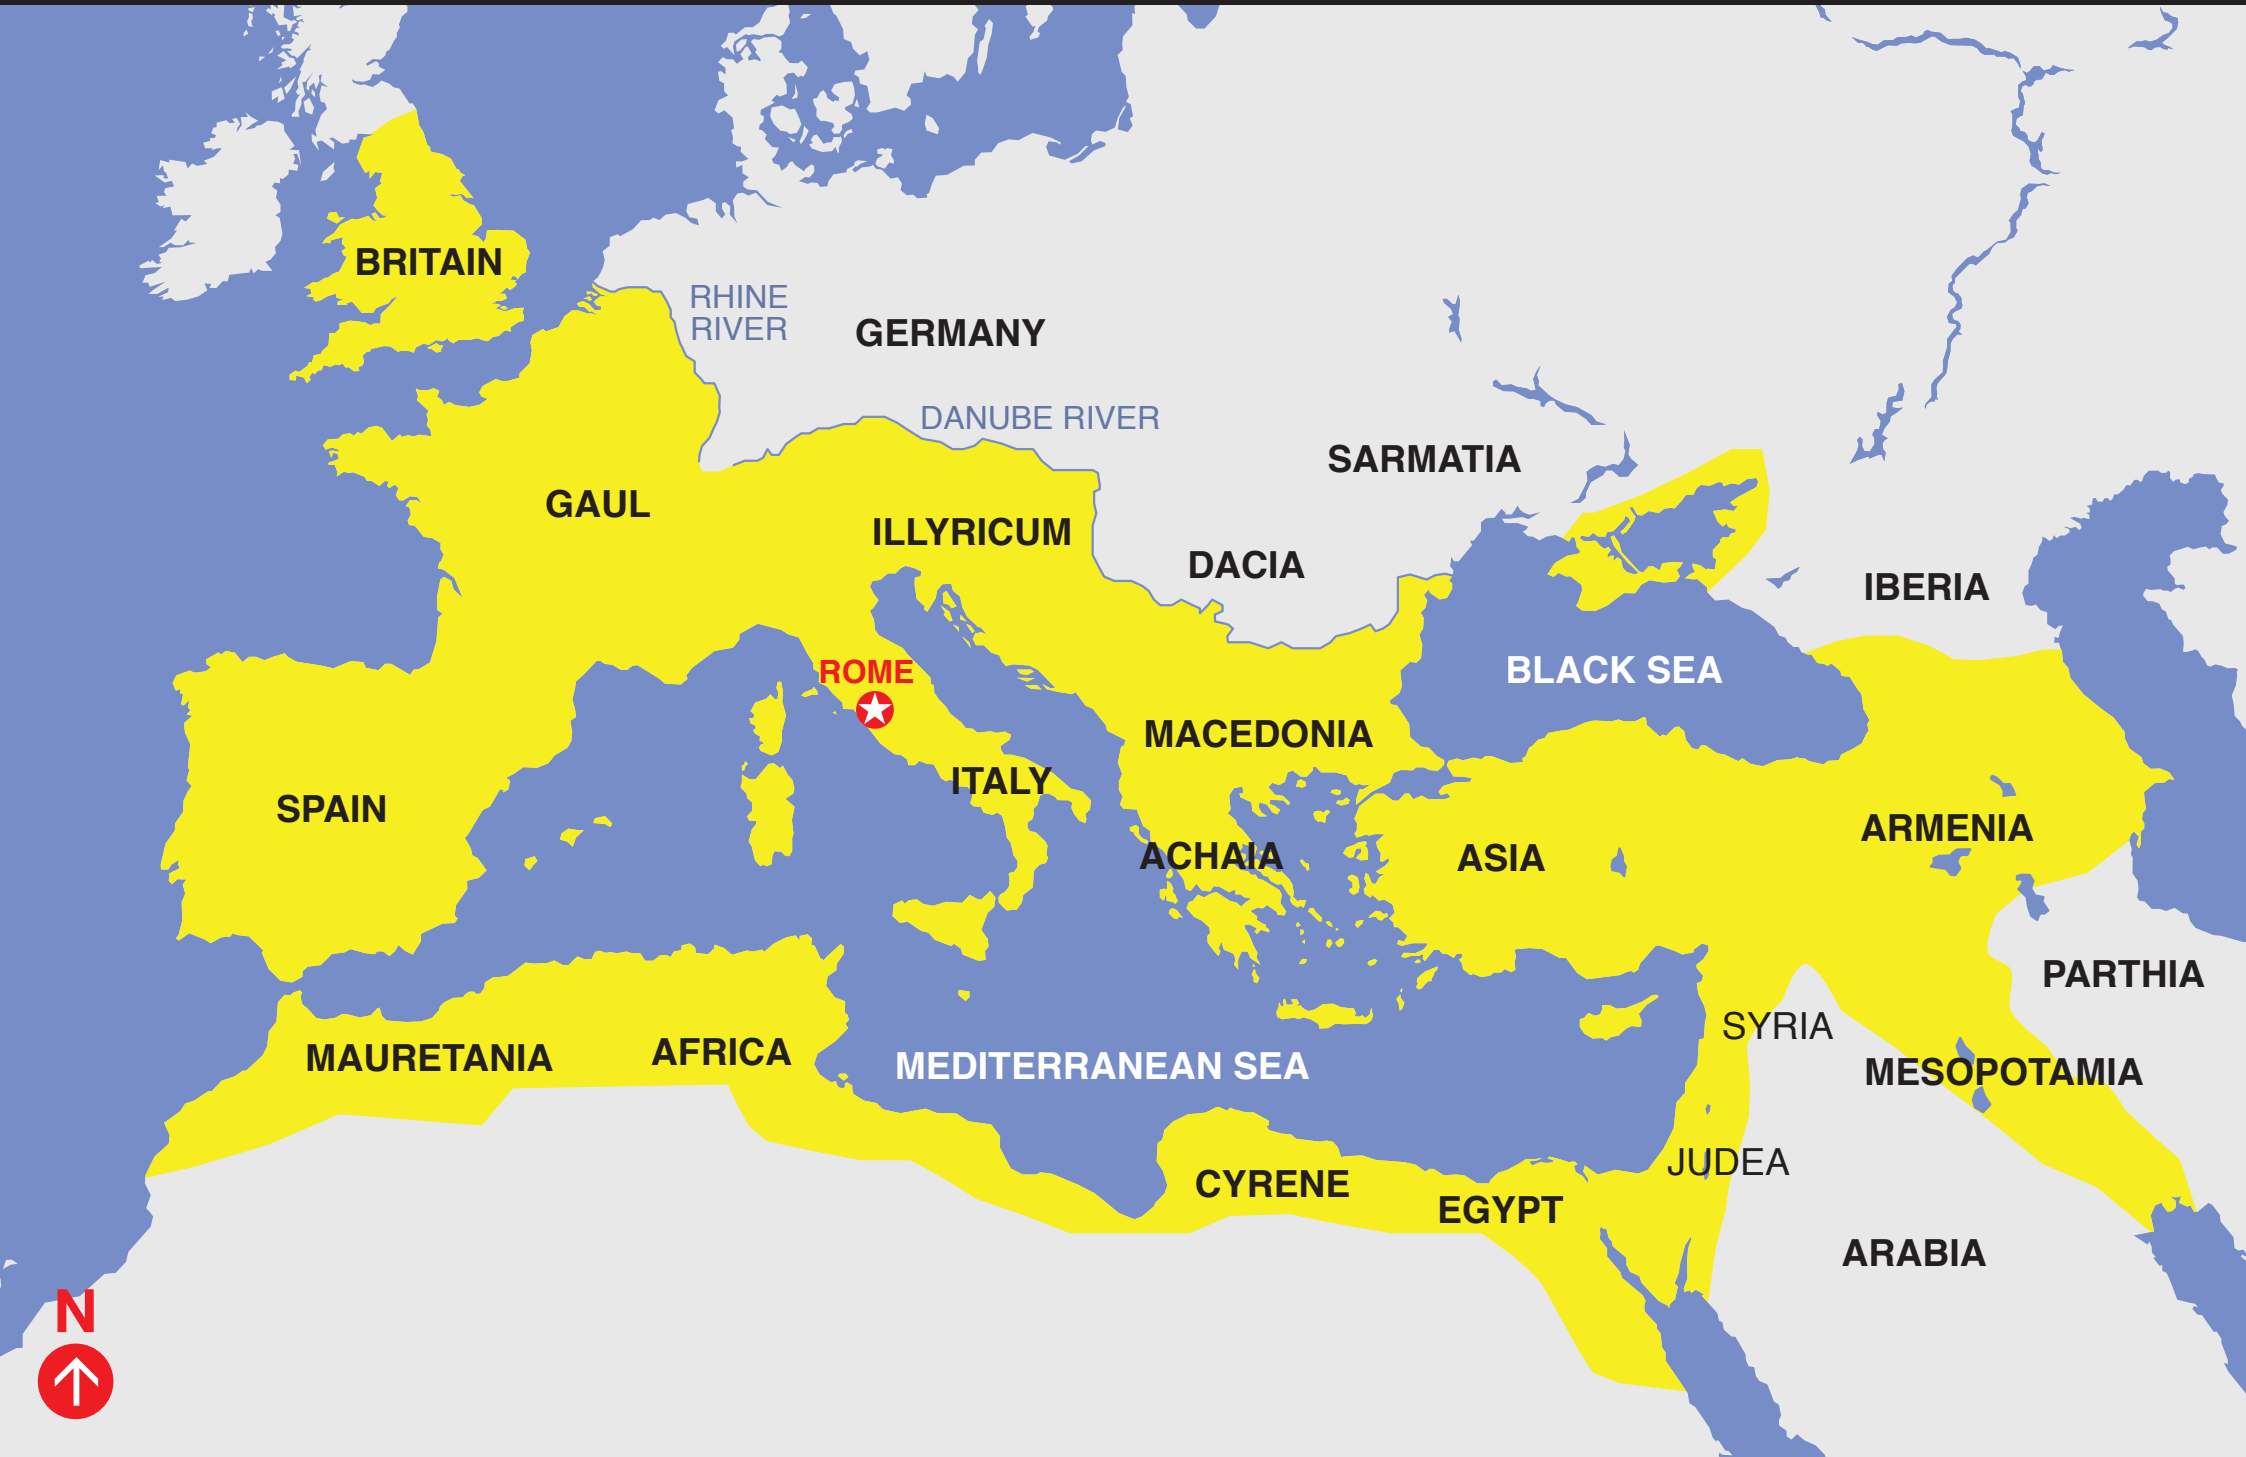 BRITAIN
RHINE
RIVER
GERMANY
DANUBE RIVER
SARMATIA
GAUL
ILLYRICUM
DACIA
IBERIA
ROME
BLACK SEA
MACEDONIA
ITALY
SPAIN
ARMENIA
ACHAIA
ASIA
PARTHIA
SYRIA
MAURETANIA
AFRICA
MEDITERRANEAN SEA
MESOPOTAMIA
JUDEA
CYRENE
EGYPT
ARABIA
N